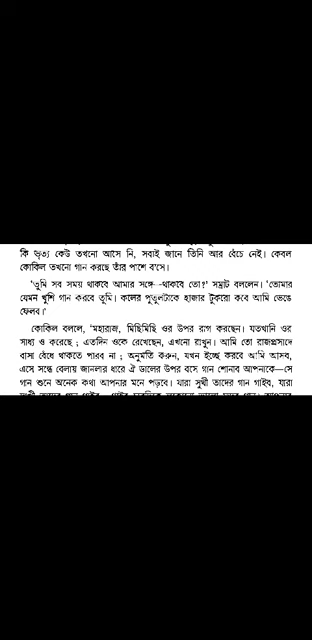 কি ভৃত্য কেউ তখনো আসে নি, সবাই জানে তিনি আর বেঁচে নেই। কেবল
কোকিল তখনো গান করছে তাঁর পাশে ব'সে।
'তুমি সব সময় থাকবে আমার সঙ্গে—থাকবে তো?' সম্রাট বললেন। 'তোমার
যেমন খুশি গান করবে তুমি। কলের পুতুলটাকে হাজার টুকরো ক'রে আমি ভেঙে
ফেলব।'
কোকিল বললে, 'মহারাজ, মিছিমিছি ওর উপর রাগ করছেন। যতখানি ওর
সাধ্য ও করেছে; এতদিন ওকে রেখেছেন, এখনো রাখুন। আমি তো রাজপ্রাসাদে
বাসা বেঁধে থাকতে পারব না; অনুমতি করুন, যখন ইচ্ছে করবে আমি আসব,
এসে সন্ধে বেলায় জানলার ধারে ঐ ডালের উপর বসে গান শোনাব আপনাকে—সে
গান শুনে অনেক কথা আপনার মনে পড়বে। যারা সুখী তাদের গান গাইব, যারা